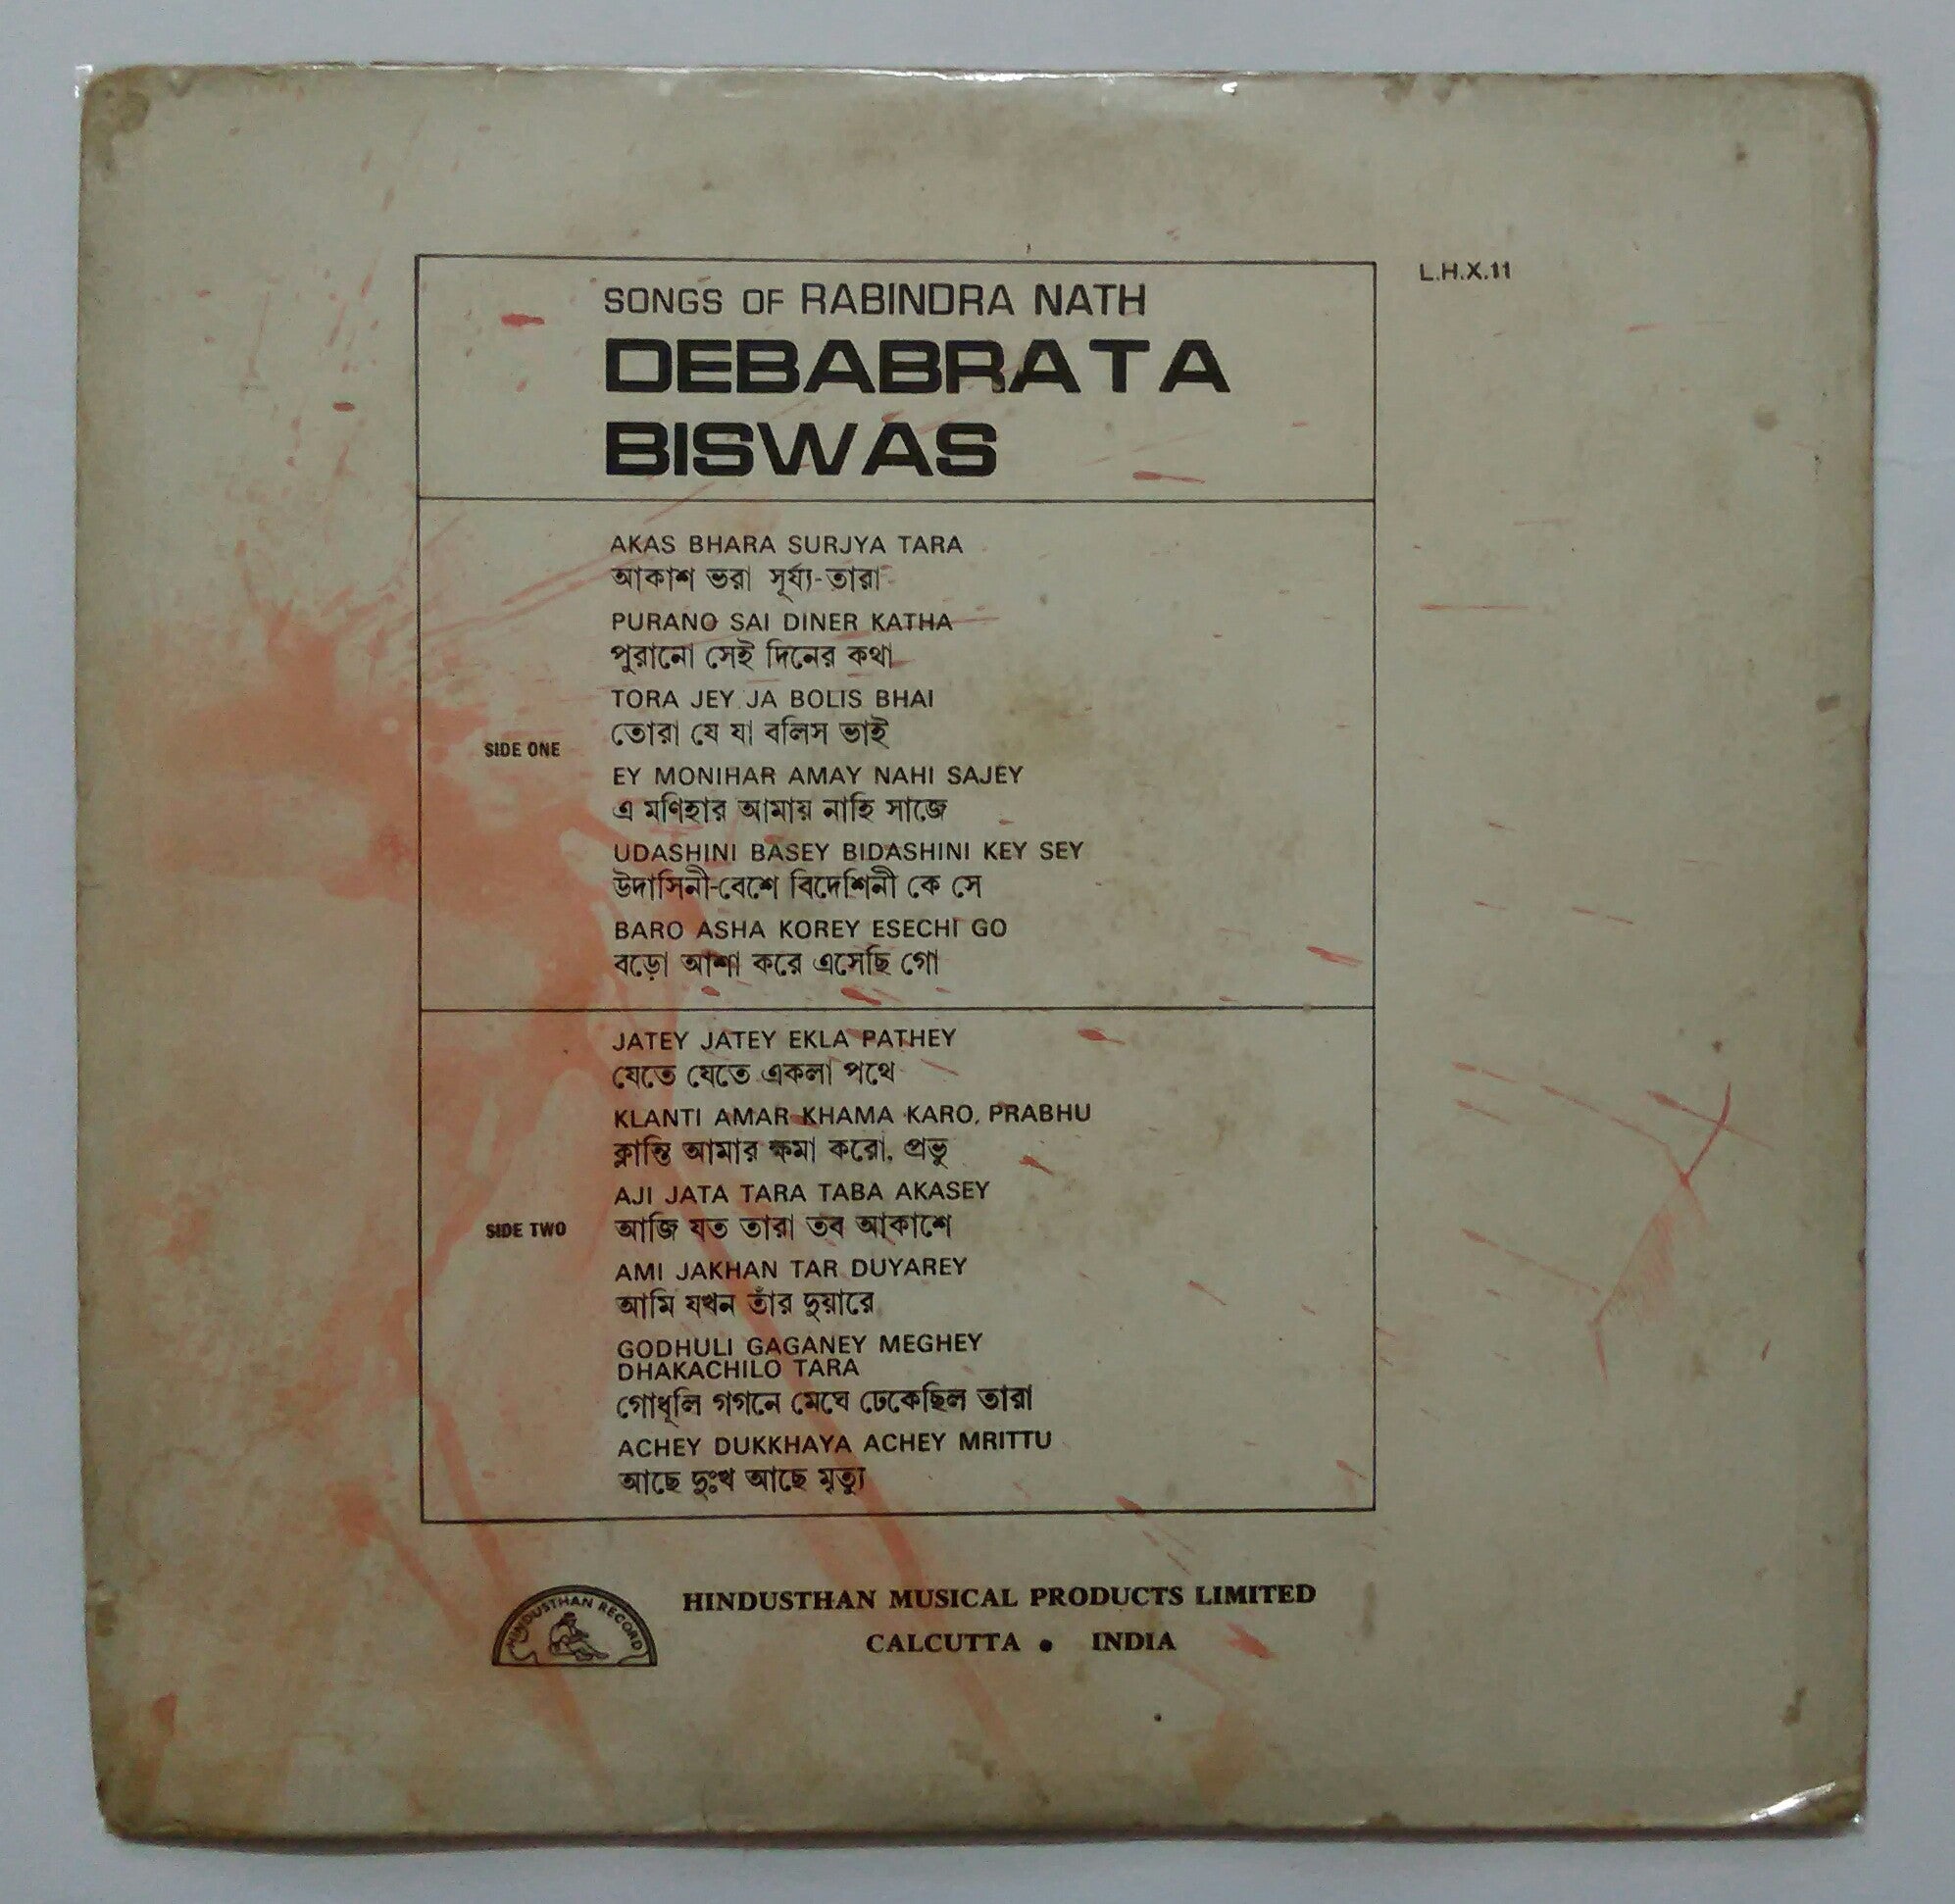 L.H.X.11
SONGS OF RABINDRA NATH
DEBABRATA
BISWAS
SIDE ONE
AKAS BHARA SURJYA TARA
আকাশ ভরা সূর্য্য-তারা
PURANO SAI DINER KATHA
পুরানো সেই দিনের কথা
TORA JEY JA BOLIS BHAI
তোরা যে যা বলিস ভাই
EY MONIHAR AMAY NAHI SAJEY
এ মণিহার আমায় নাহি সাজে
UDASHINI BASEY BIDASHINI KEY SEY
উদাসিনী-বেশে বিদেশিনী কে সে
BARO ASHA KOREY ESECHI GO
বড়ো আশা করে এসেছি গো
SIDE TWO
JATEY JATEY EKLA PATHEY
যেতে যেতে একলা পথে
KLANTI AMAR KHAMA KARO, PRABHU
ক্লান্তি আমার ক্ষমা করো, প্রভু
AJI JATA TARA TABA AKASEY
আজি যত তারা তব আকাশে
AMI JAKHAN TAR DUYAREY
আমি যখন তাঁর দুয়ারে
GODHULI GAGANEY MEGHEY
DHAKACHILO TARA
গোধূলি গগনে মেঘে ঢেকেছিল তারা
ACHEY DUKKHAYA ACHEY MRITTU
আছে দুঃখ আছে মৃত্যু
HINDUSTHAN RECORD
HINDUSTHAN MUSICAL PRODUCTS LIMITED
CALCUTTA • INDIA